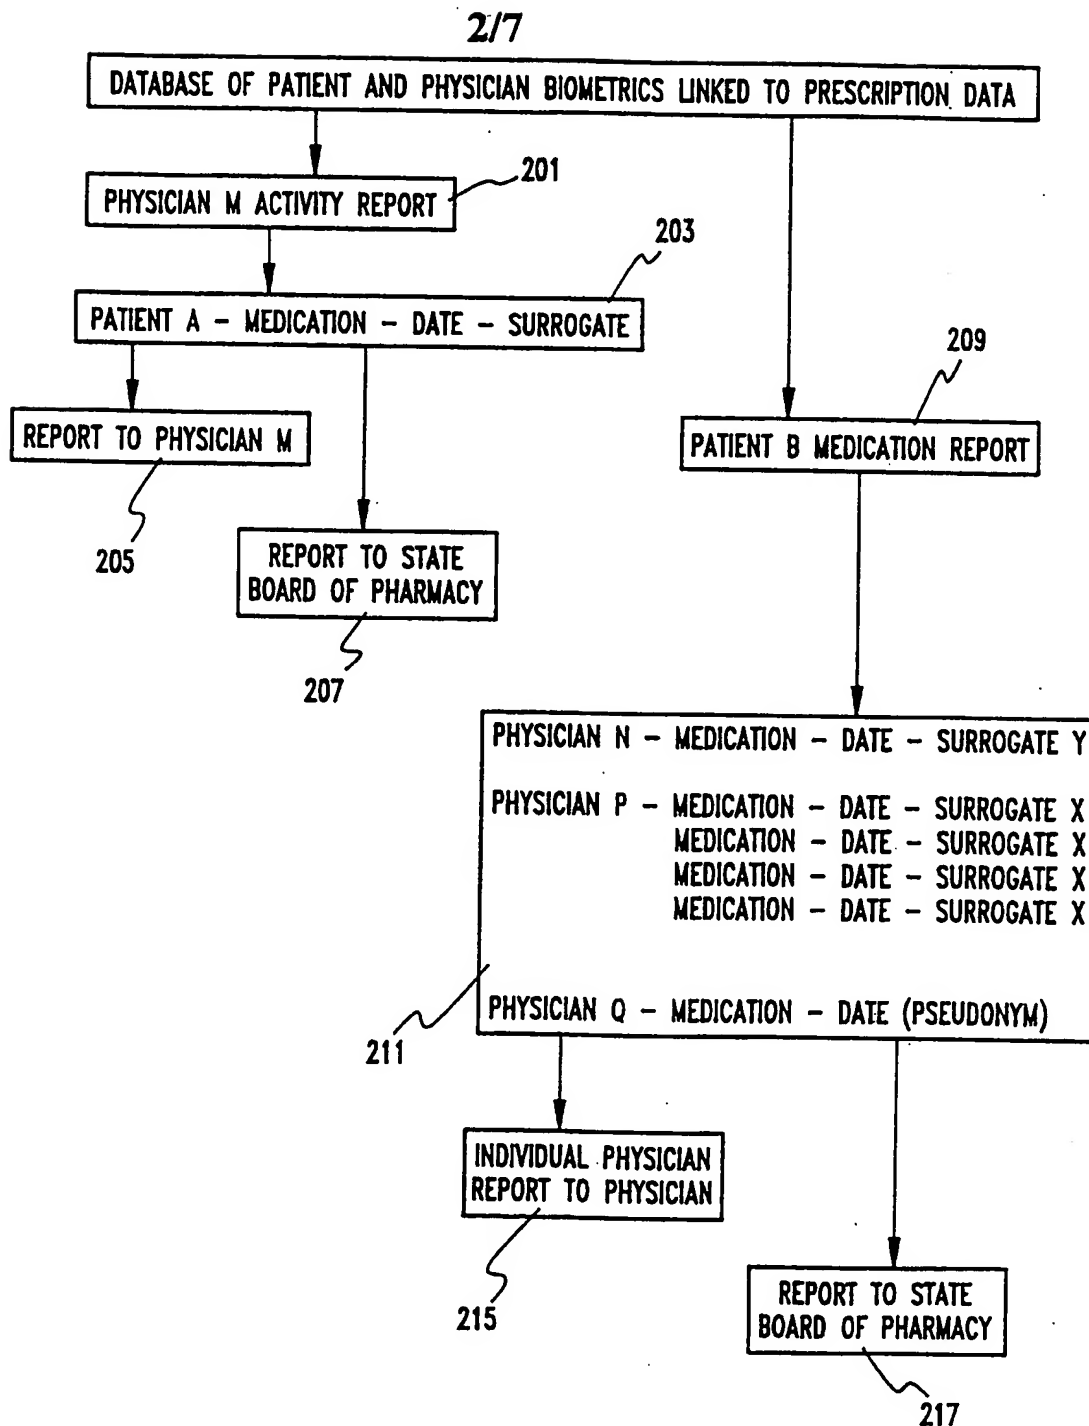 2/7
DATABASE OF PATIENT AND PHYSICIAN BIOMETRICS LINKED TO PRESCRIPTION DATA
201
PHYSICIAN M ACTIVITY REPORT
203
PATIENT A - MEDICATION - DATE - SURROGATE
209
REPORT TO PHYSICIAN M
PATIENT B MEDICATION REPORT
205
REPORT TO STATE
BOARD OF PHARMACY
207
PHYSICIAN N - MEDICATION - DATE - SURROGATE Y
PHYSICIAN P - MEDICATION - DATE - SURROGATE X
MEDICATION - DATE - SURROGATE X
MEDICATION - DATE - SURROGATE X
MEDICATION - DATE - SURROGATE X
PHYSICIAN Q - MEDICATION - DATE (PSEUDONYM)
211
INDIVIDUAL PHYSICIAN
REPORT TO PHYSICIAN
215
REPORT TO STATE
BOARD OF PHARMACY
217